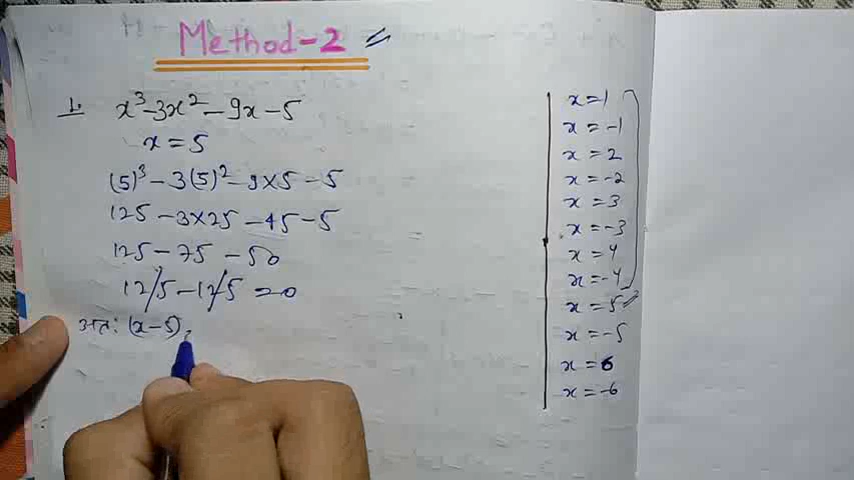 Method-2
1. x³-3x²-9x-5
x=5
(5)³-3(5)²-9×5-5
125-3×25-45-5
125-75-50
125-125=0
अतः (x-5)
x=1
x=-1
x=2
x=-2
x=3
x=-3
x=4
x=-4
x=5
x=-5
x=6
x=-6